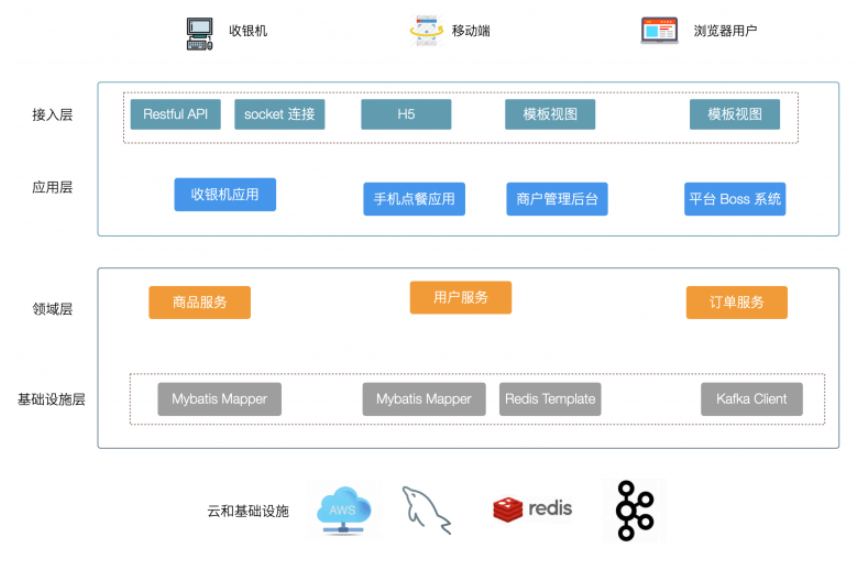 收银机
移动端
浏览器用户
接入层
Restful API
socket 连接
H5
模板视图
模板视图
应用层
收银机应用
手机点餐应用
商户管理后台
平台 Boss 系统
领域层
商品服务
用户服务
订单服务
基础设施层
Mybatis Mapper
Mybatis Mapper
Redis Template
Kafka Client
云和基础设施
AWS
redis